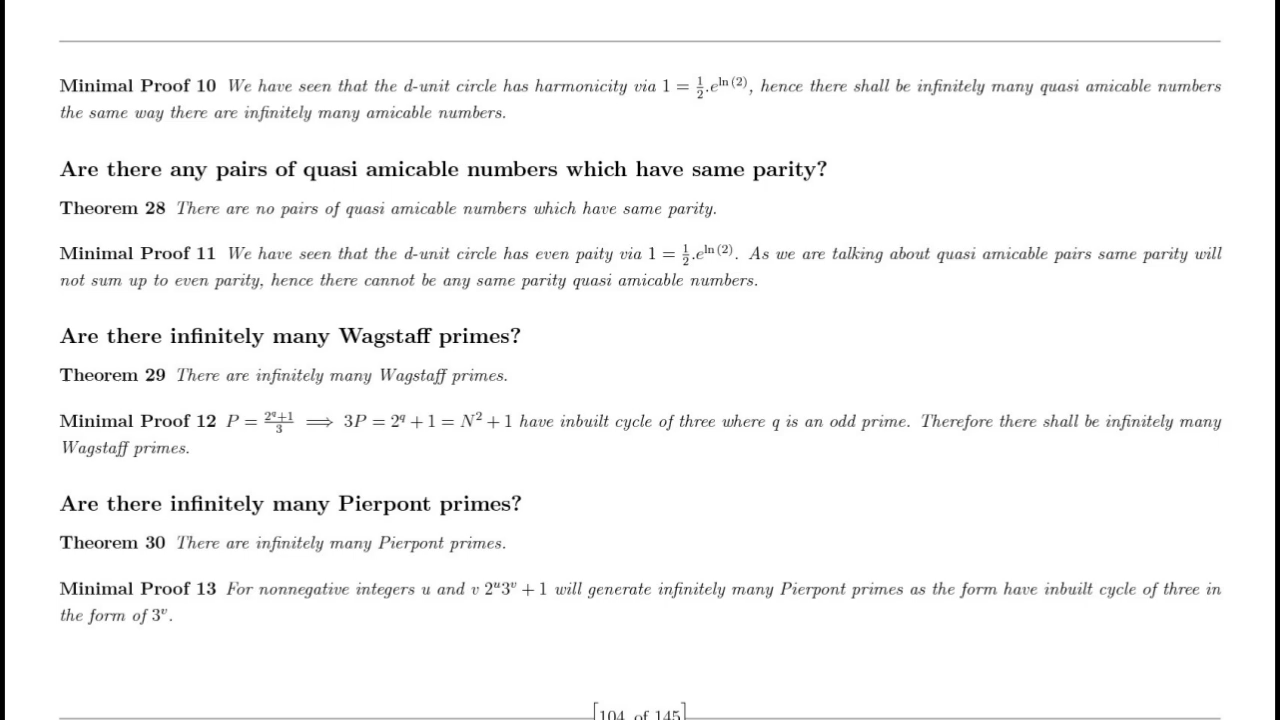 Minimal Proof 10 We have seen that the d-unit circle has harmonicity via 1 = ½.e^{ln (2)}, hence there shall be infinitely many quasi amicable numbers
the same way there are infinitely many amicable numbers.
Are there any pairs of quasi amicable numbers which have same parity?
Theorem 28 There are no pairs of quasi amicable numbers which have same parity.
Minimal Proof 11 We have seen that the d-unit circle has even paity via 1 = ½.e^{ln (2)}. As we are talking about quasi amicable pairs same parity will
not sum up to even parity, hence there cannot be any same parity quasi amicable numbers.
Are there infinitely many Wagstaff primes?
Theorem 29 There are infinitely many Wagstaff primes.
Minimal Proof 12 P = (2^q+1)/3 ⟹ 3P = 2^q + 1 = N² + 1 have inbuilt cycle of three where q is an odd prime. Therefore there shall be infinitely many
Wagstaff primes.
Are there infinitely many Pierpont primes?
Theorem 30 There are infinitely many Pierpont primes.
Minimal Proof 13 For nonnegative integers u and v 2^u3^v + 1 will generate infinitely many Pierpont primes as the form have inbuilt cycle of three in
the form of 3^v.
[104 of 145]